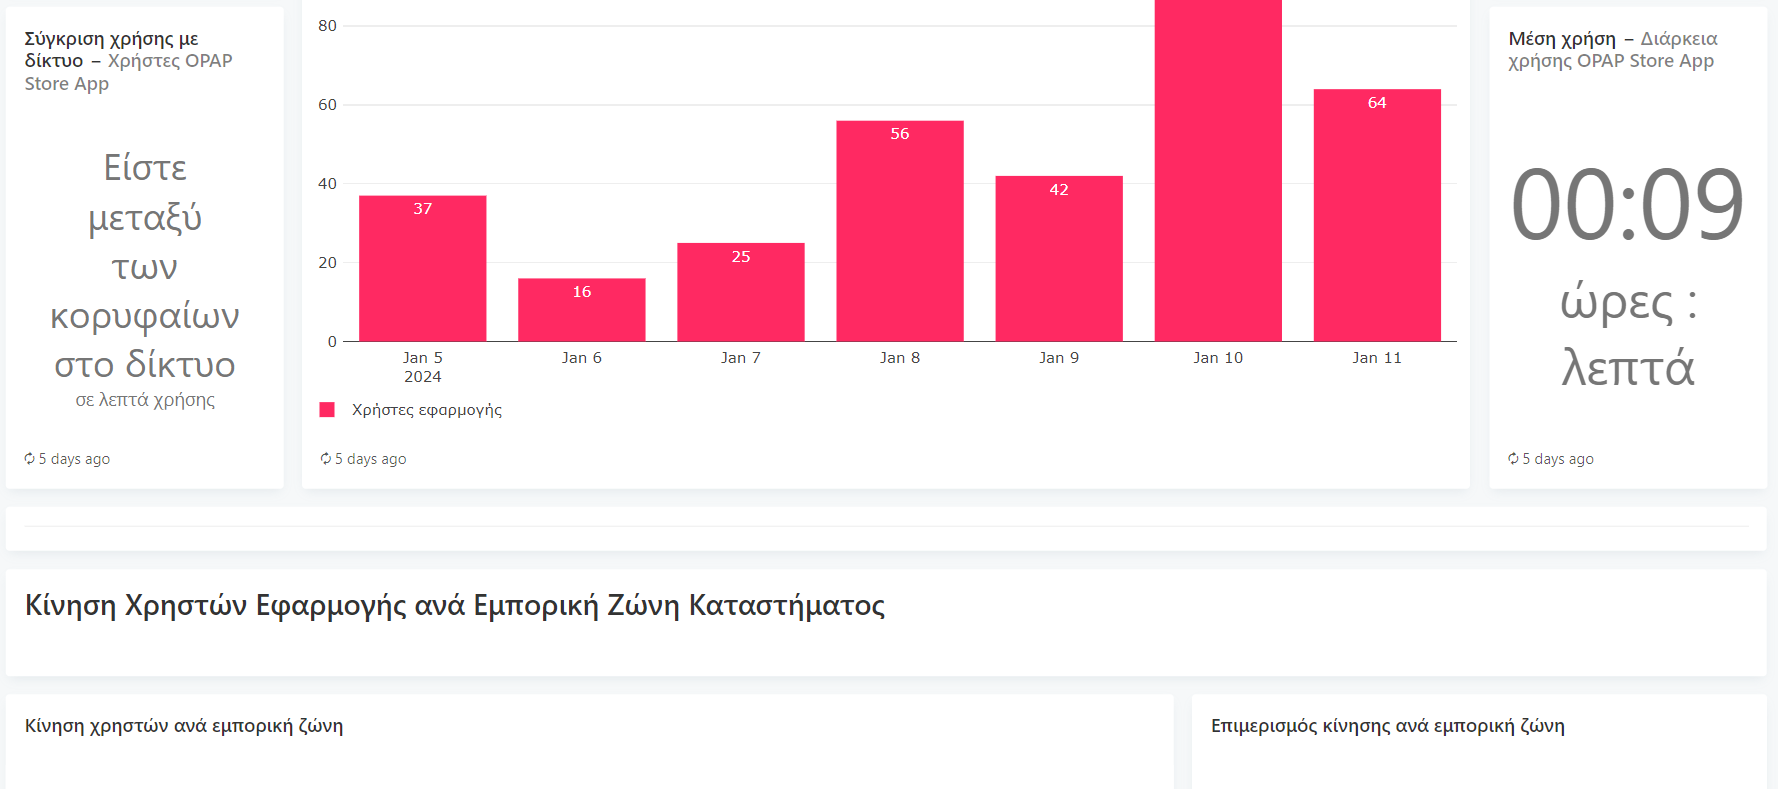 Σύγκριση χρήσης με
δίκτυο – Χρήστες OPAP
Store App
Είστε
μεταξύ
των
κορυφαίων
στο δίκτυο
σε λεπτά χρήσης
5 days ago
80
60
40
20
0
37
16
25
56
42
64
Jan 5
2024
Jan 6
Jan 7
Jan 8
Jan 9
Jan 10
Jan 11
Χρήστες εφαρμογής
5 days ago
Μέση χρήση – Διάρκεια
χρήσης OPAP Store App
00:09
ώρες :
λεπτά
5 days ago
Κίνηση Χρηστών Εφαρμογής ανά Εμπορική Ζώνη Καταστήματος
Κίνηση χρηστών ανά εμπορική ζώνη
Επιμερισμός κίνησης ανά εμπορική ζώνη